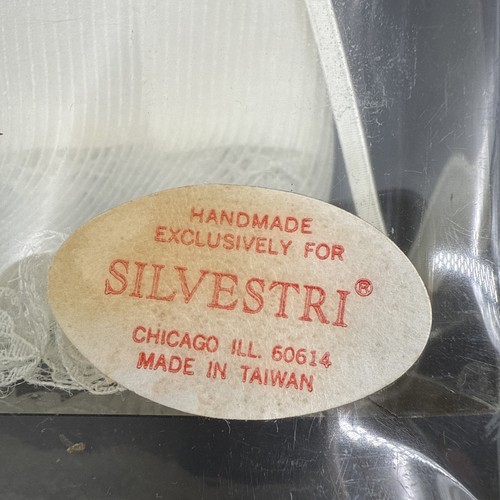 HANDMADE
EXCLUSIVELY FOR
SILVESTRI®
CHICAGO ILL. 60614
MADE IN TAIWAN